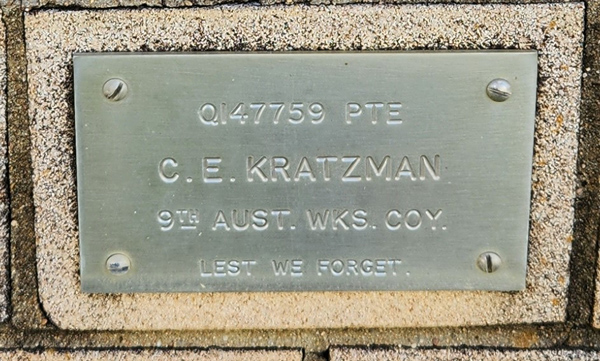 Q147759 PTE
C. E. KRATZMAN
9TH AUST. WKS. COY.
LEST WE FORGET.